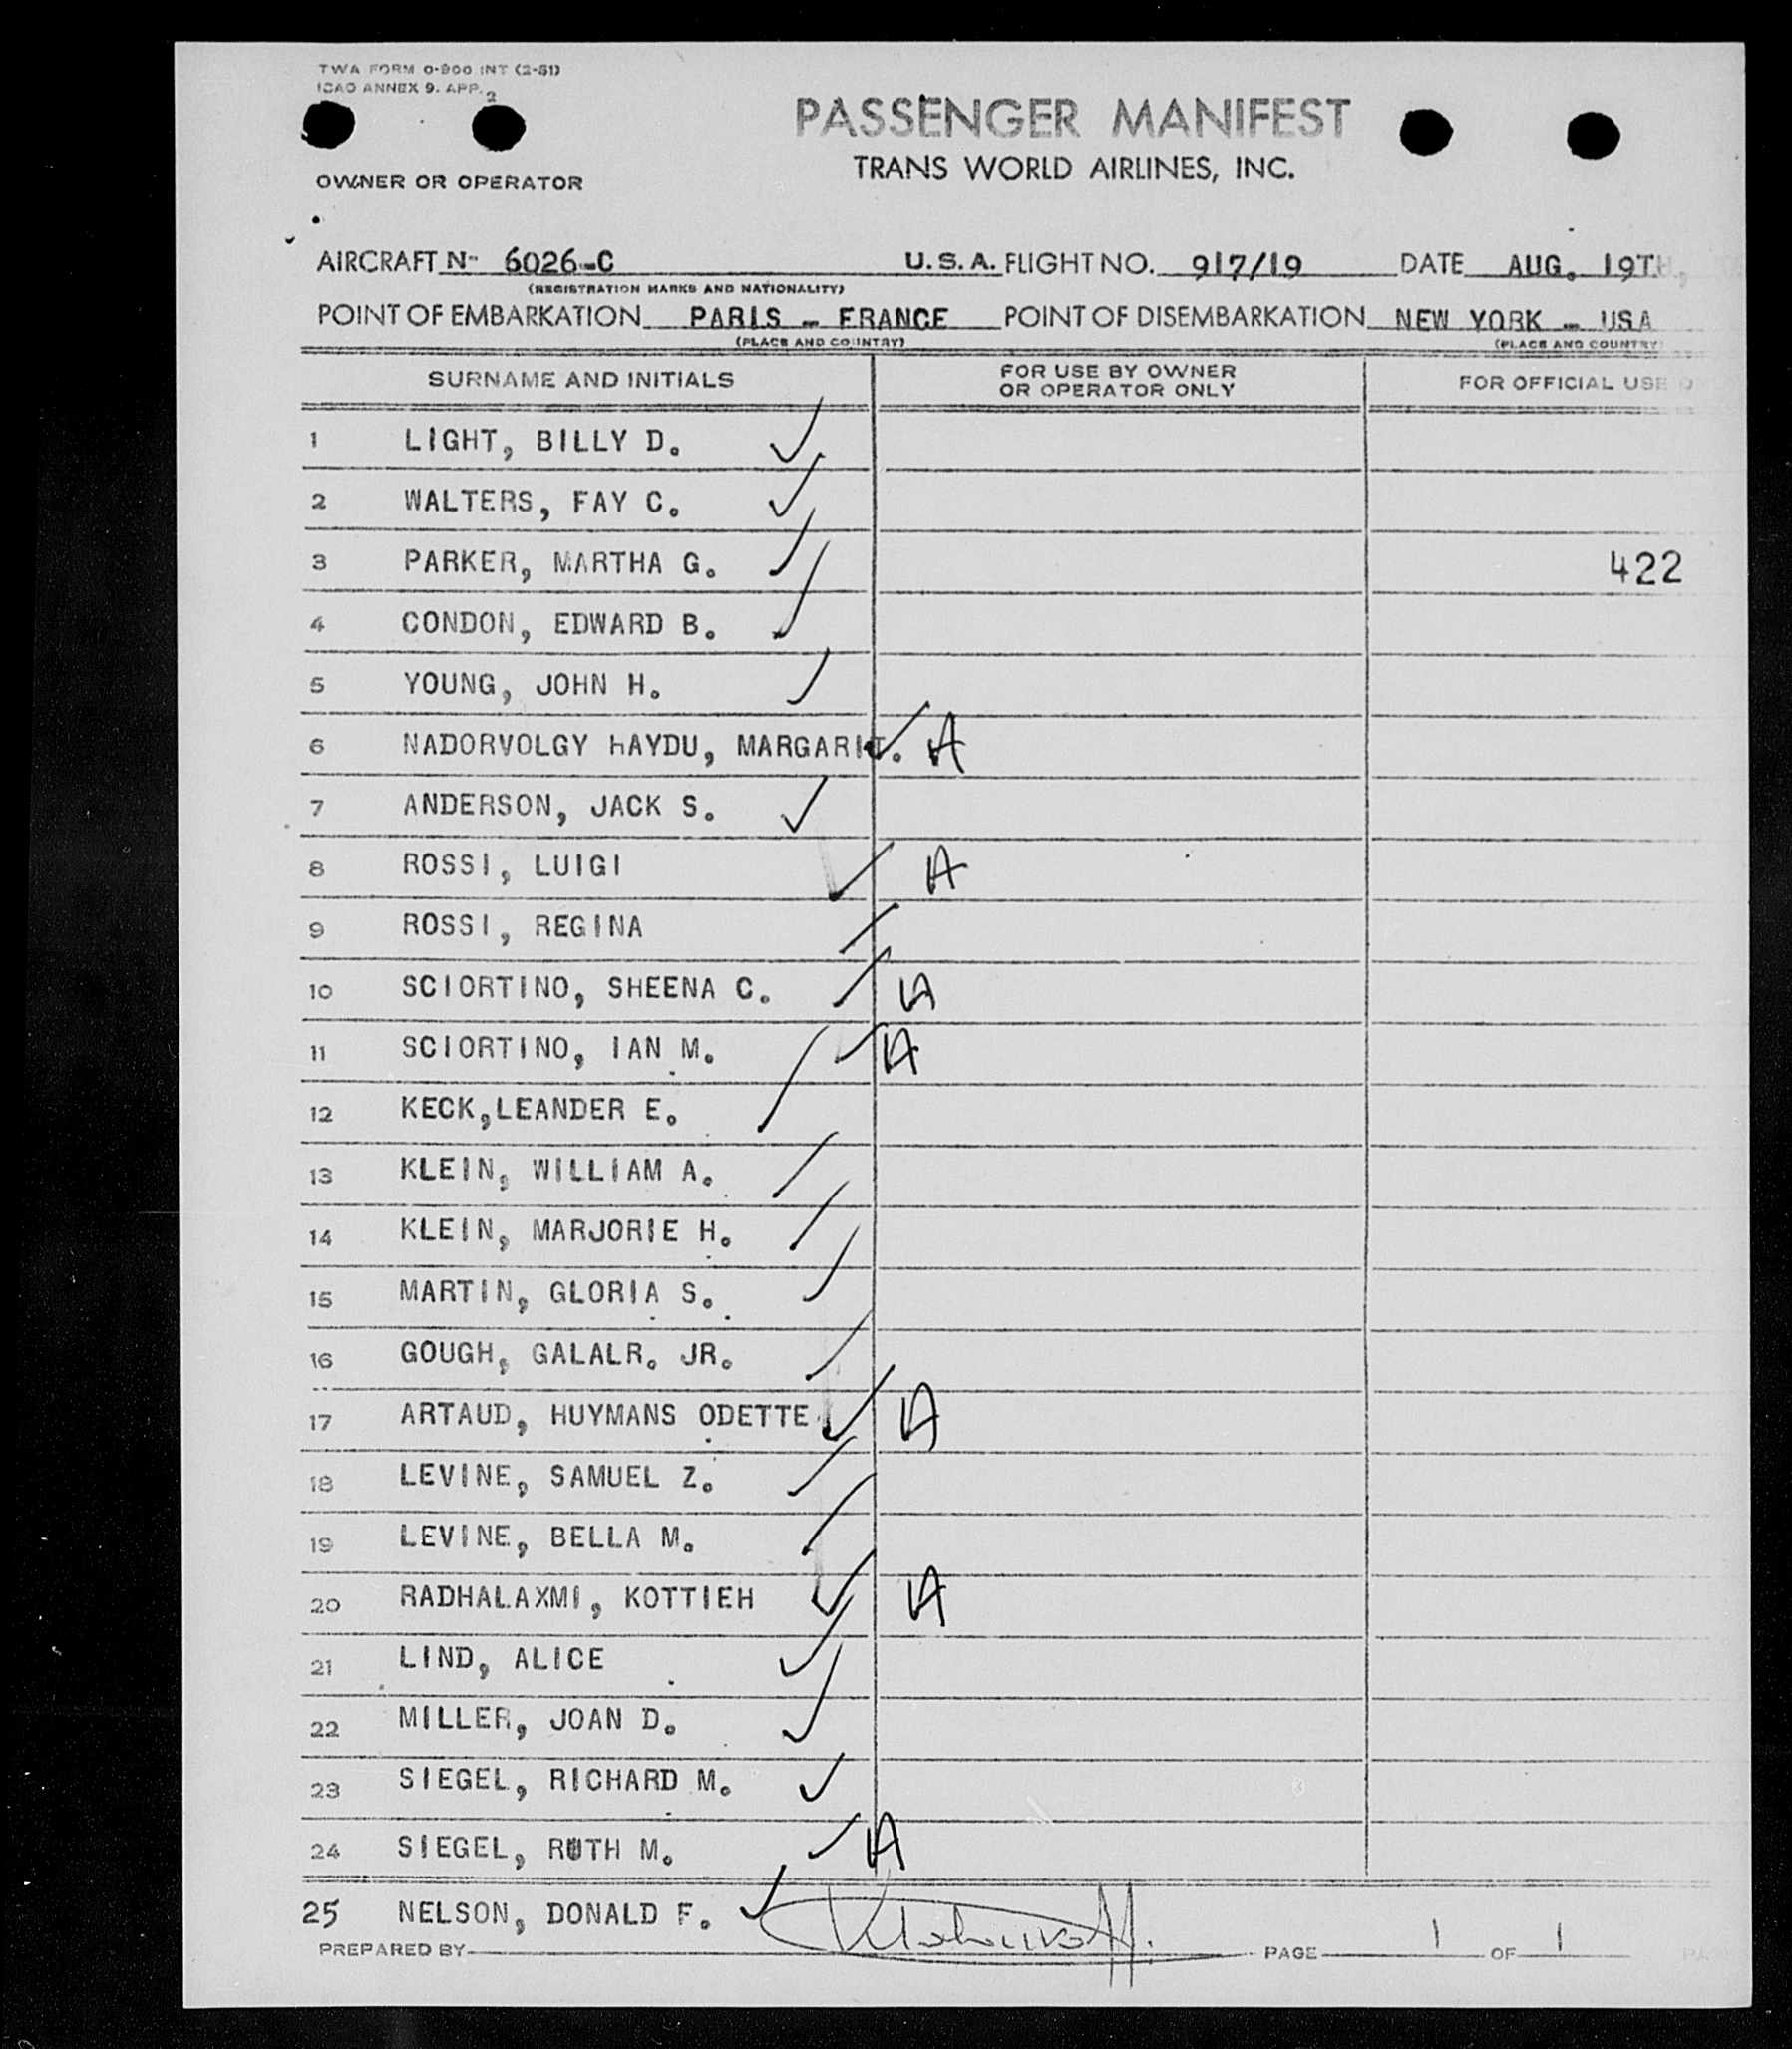 TWA FORM 0-900 INT (2-51)
ICAO ANNEX 9. APP. 2
PASSENGER MANIFEST
TRANS WORLD AIRLINES, INC.
OWNER OR OPERATOR
AIRCRAFT N- 6026-C U.S.A. FLIGHT NO. 917/19 DATE AUG. 19TH,
(REGISTRATION MARKS AND NATIONALITY)
POINT OF EMBARKATION PARIS - FRANCE POINT OF DISEMBARKATION NEW YORK - USA
(PLACE AND COUNTRY) (PLACE AND COUNTRY)
SURNAME AND INITIALS FOR USE BY OWNER OR OPERATOR ONLY FOR OFFICIAL USE O
1 LIGHT, BILLY D. ✓
2 WALTERS, FAY C. ✓
3 PARKER, MARTHA G. ✓ 422
4 CONDON, EDWARD B. ✓
5 YOUNG, JOHN H. ✓
6 NADORVOLGY HAYDU, MARGARIT. ✓ A
7 ANDERSON, JACK S. ✓
8 ROSSI, LUIGI ✓ A
9 ROSSI, REGINA ✓
10 SCIORTINO, SHEENA C. ✓ A
11 SCIORTINO, IAN M. ✓ A
12 KECK,LEANDER E. ✓
13 KLEIN, WILLIAM A. ✓
14 KLEIN, MARJORIE H. ✓
15 MARTIN, GLORIA S. ✓
16 GOUGH, GALALR. JR. ✓
17 ARTAUD, HUYMANS ODETTE ✓ A
18 LEVINE, SAMUEL Z. ✓
19 LEVINE, BELLA M. ✓
20 RADHALAXMI, KOTTIEH ✓ A
21 LIND, ALICE ✓
22 MILLER, JOAN D. ✓
23 SIEGEL, RICHARD M. ✓
24 SIEGEL, RUTH M. ✓ A
25 NELSON, DONALD F. ✓
PREPARED BY PAGE 1 OF 1